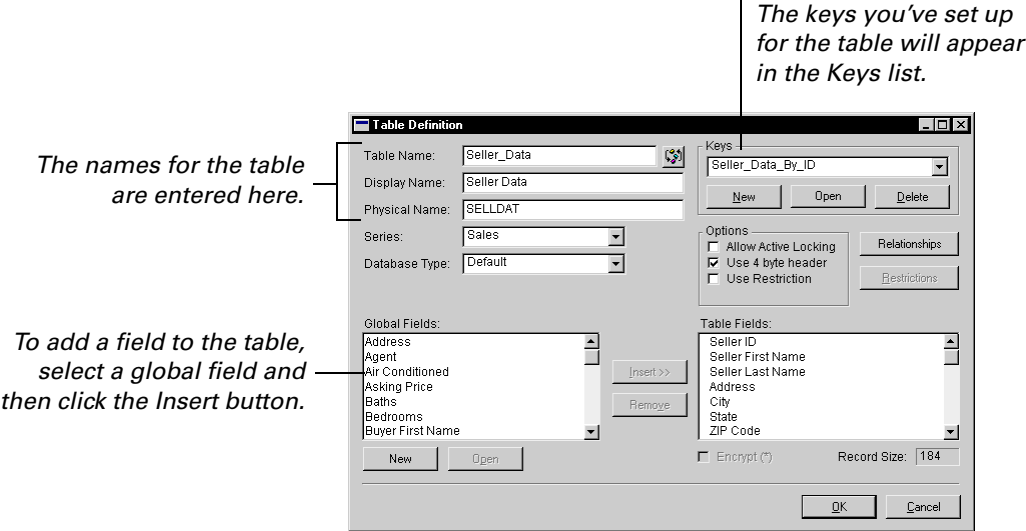 The keys you've set up
for the table will appear
in the Keys list.
Table Definition
The names for the table
are entered here.
Table Name: Seller_Data
Display Name: Seller Data
Physical Name: SELLDAT
Series: Sales
Database Type: Default
Keys
Seller_Data_By_ID
New Open Delete
Options
Allow Active Locking
Use 4 byte header
Use Restriction
Relationships
Restrictions
To add a field to the table,
select a global field and
then click the Insert button.
Global Fields:
Address
Agent
Air Conditioned
Asking Price
Baths
Bedrooms
Buyer First Name
New Open
Insert >>
Remove
Table Fields:
Seller ID
Seller First Name
Seller Last Name
Address
City
State
ZIP Code
Encrypt (*) Record Size: 184
OK Cancel